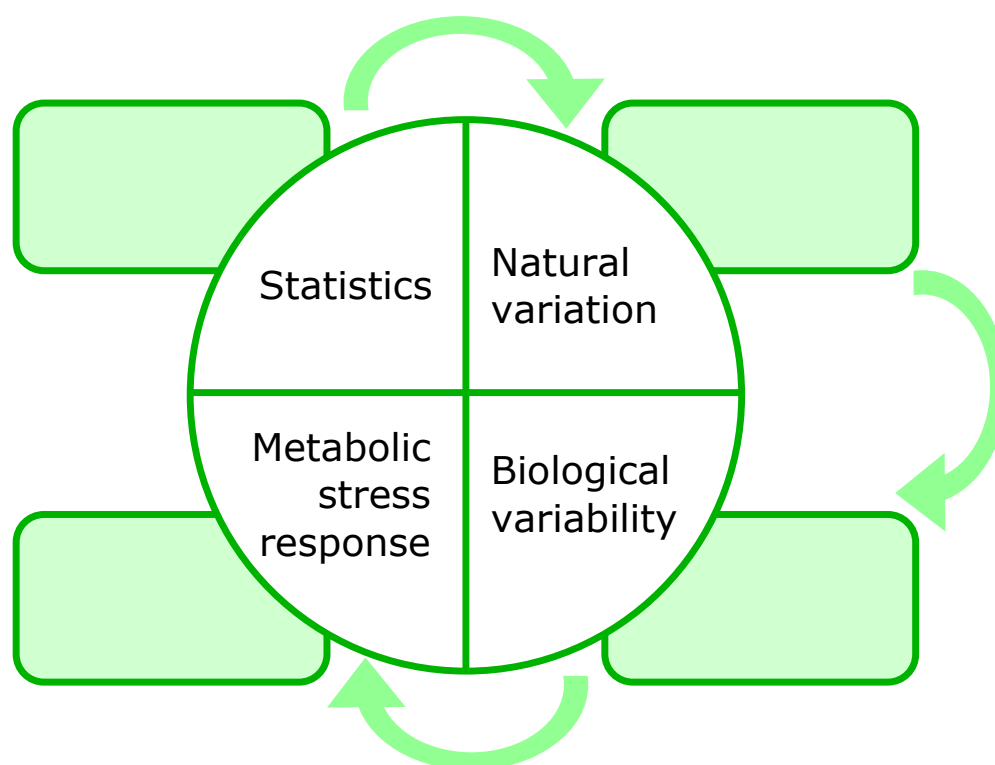 Statistics
Natural
variation
Metabolic
stress
response
Biological
variability